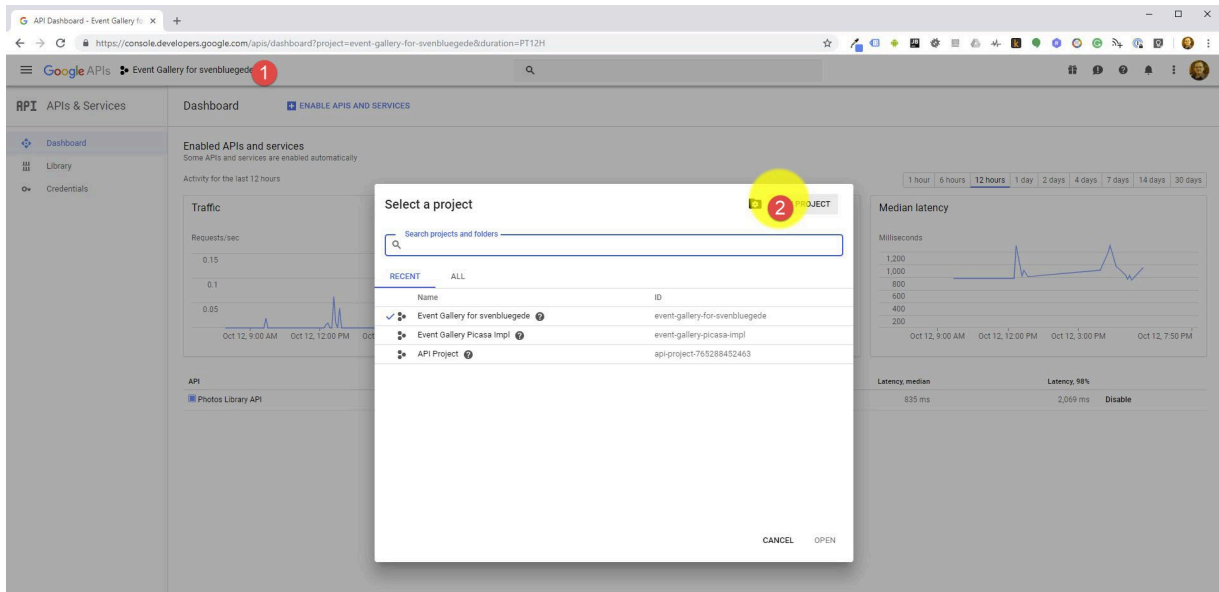 API Dashboard - Event Gallery fo
https://console.developers.google.com/apis/dashboard?project=event-gallery-for-svenbluegede&duration=PT12H
Google APIs Event Gallery for svenbluegede 1
API APIs & Services Dashboard ENABLE APIS AND SERVICES
Dashboard
Library
Credentials
Enabled APIs and services
Some APIs and services are enabled automatically
Activity for the last 12 hours
1 hour 6 hours 12 hours 1 day 2 days 4 days 7 days 14 days 30 days
Traffic
Requests/sec
0.15
0.1
0.05
Oct 12, 9:00 AM Oct 12, 12:00 PM Oct
Select a project 2 PROJECT
Search projects and folders
RECENT ALL
Name ID
Event Gallery for svenbluegede event-gallery-for-svenbluegede
Event Gallery Picasa Impl event-gallery-picasa-impl
API Project api-project-765288452463
CANCEL OPEN
Median latency
Milliseconds
1,200
1,000
800
600
400
200
Oct 12, 9:00 AM Oct 12, 12:00 PM Oct 12, 3:00 PM Oct 12, 7:50 PM
API Latency, median Latency, 98%
Photos Library API 835 ms 2,069 ms Disable